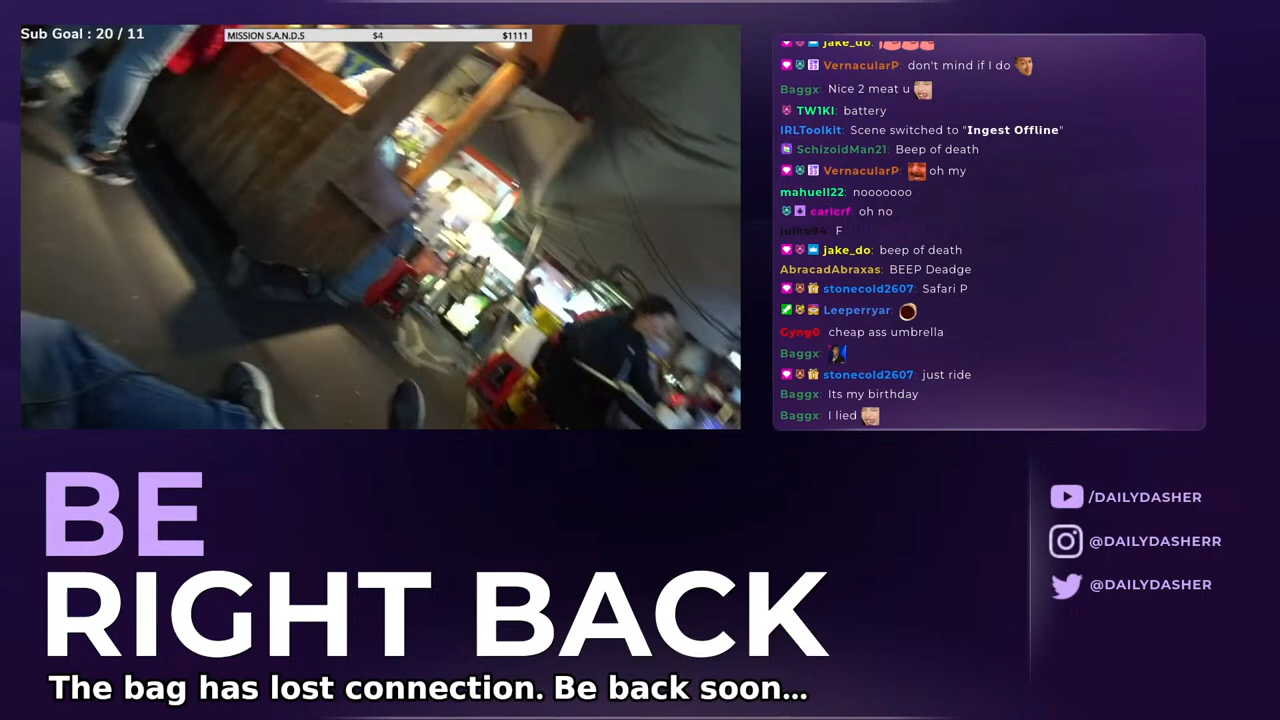 Sub Goal : 20 / 11
MISSION S.A.N.D.S $4 $1111
jake_do:
VernacularP: don't mind if I do
Baggx: Nice 2 meat u
TW1KI: battery
IRLToolkit: Scene switched to "Ingest Offline"
SchizoidMan21: Beep of death
VernacularP: oh my
mahuell22: nooooooo
caricrf: oh no
julho94: F
jake_do: beep of death
AbracadAbraxas: BEEP Deadge
stonecold2607: Safari P
Leeperryar:
Gyng0: cheap ass umbrella
Baggx:
stonecold2607: just ride
Baggx: Its my birthday
Baggx: I lied
BE
RIGHT BACK
The bag has lost connection. Be back soon...
/DAILYDASHER
@DAILYDASHERR
@DAILYDASHER